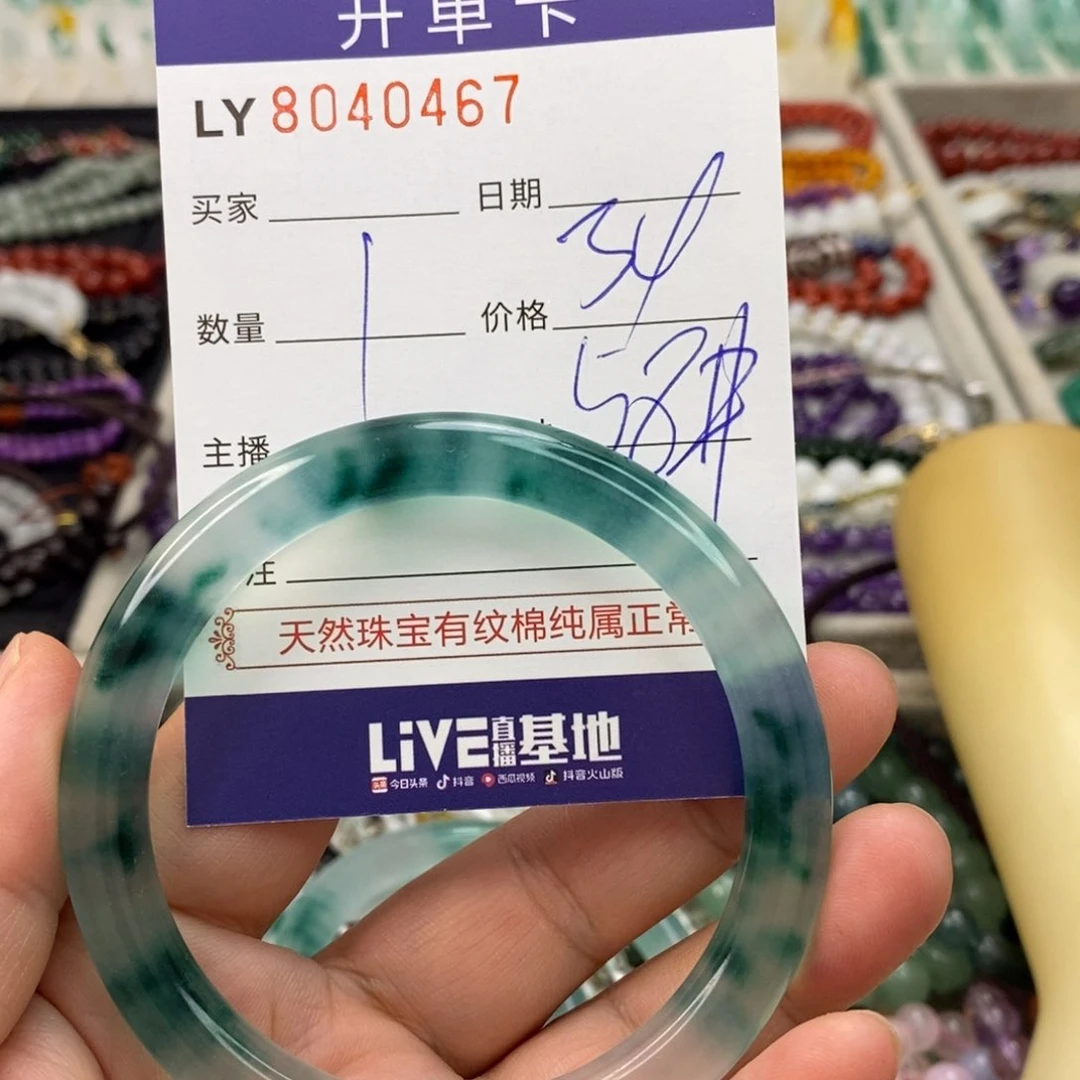 开单卡
LY 8040467
买家 日期
34
数量 1 价格
主播
注
天然珠宝有纹棉纯属正常
LiVE直播基地
今日头条 抖音 西瓜视频 抖音火山版